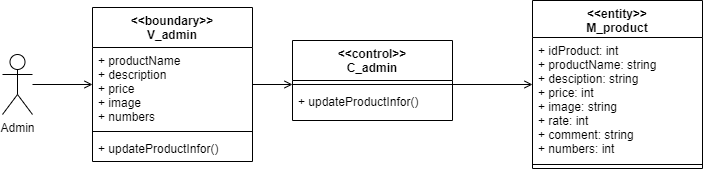 Admin
<<boundary>>
V_admin
+ productName
+ description
+ price
+ image
+ numbers
+ updateProductInfor()
<<control>>
C_admin
+ updateProductInfor()
<<entity>>
M_product
+ idProduct: int
+ productName: string
+ desciption: string
+ price: int
+ image: string
+ rate: int
+ comment: string
+ numbers: int